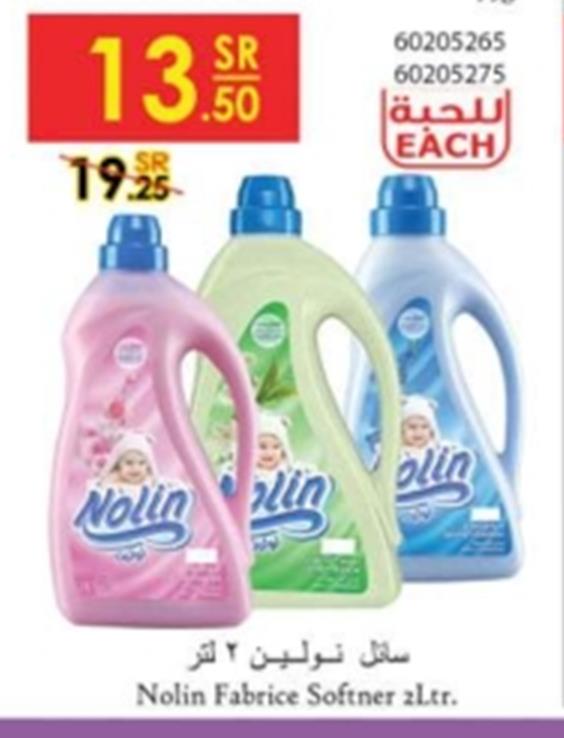 13.50 SR
60205265
60205275
للحبة
EACH
19.25 SR
Nolin
نولين
Nolin
Nolin
سائل نولين ٢ لتر
Nolin Fabrice Softner 2Ltr.